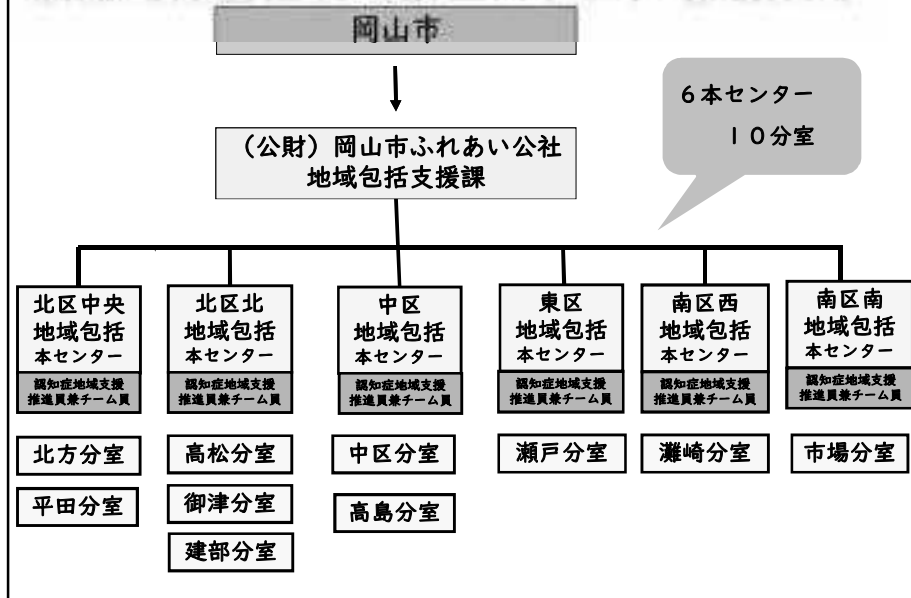 岡山市
6本センター
10分室
（公財）岡山市ふれあい公社
地域包括支援課
北区中央
地域包括
本センター
認知症地域支援
推進員兼チーム員
北方分室
平田分室
北区北
地域包括
本センター
認知症地域支援
推進員兼チーム員
高松分室
御津分室
建部分室
中区
地域包括
本センター
認知症地域支援
推進員兼チーム員
中区分室
高島分室
東区
地域包括
本センター
認知症地域支援
推進員兼チーム員
瀬戸分室
南区西
地域包括
本センター
認知症地域支援
推進員兼チーム員
灘崎分室
南区南
地域包括
本センター
認知症地域支援
推進員兼チーム員
市場分室